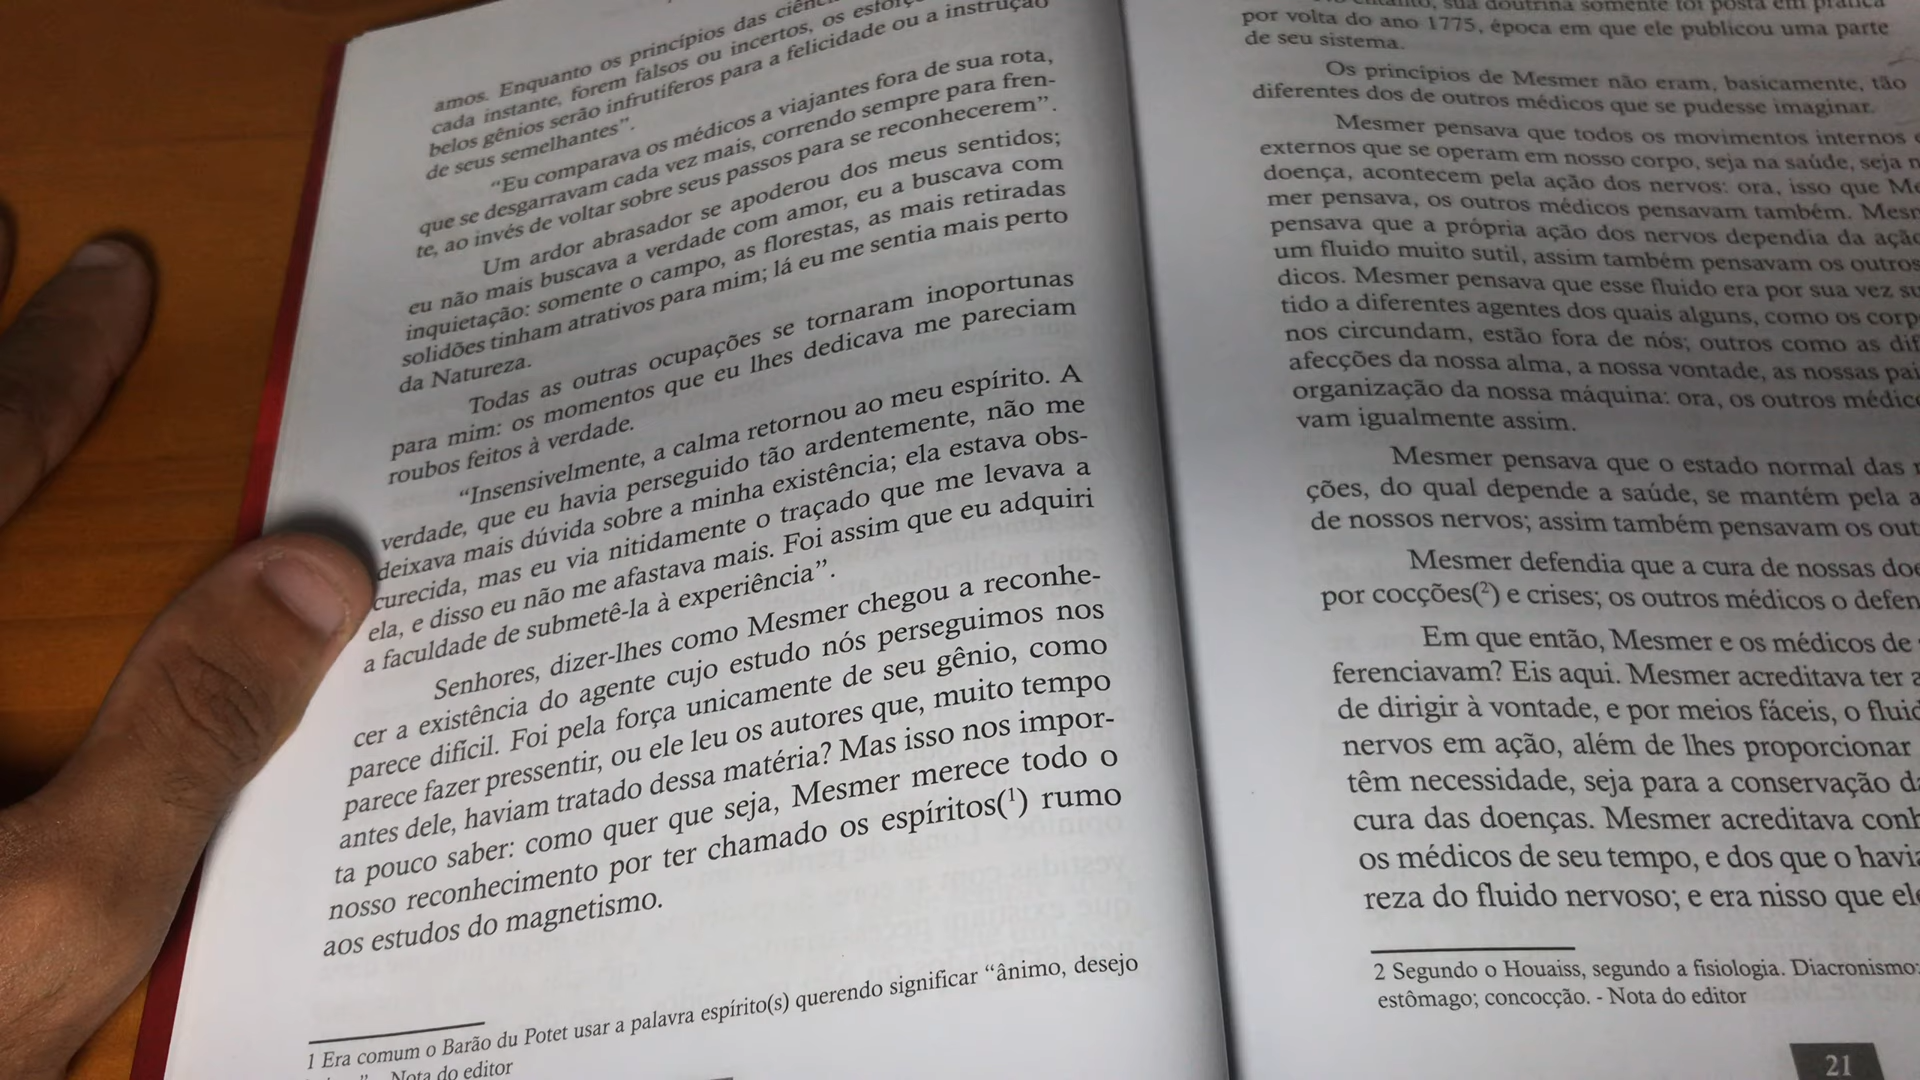 amos. Enquanto os princípios das
cada instante, forem falsos ou incertos, os
belos gênios serão infrutíferos para a felicidade ou a instrução
de seus semelhantes”.
“Eu comparava os médicos a viajantes fora de sua rota,
que se desgarravam cada vez mais, correndo sempre para fren-
te, ao invés de voltar sobre seus passos para se reconhecerem”.
Um ardor abrasador se apoderou dos meus sentidos;
eu não mais buscava a verdade com amor, eu a buscava com
inquietação: somente o campo, as florestas, as mais retiradas
solidões tinham atrativos para mim; lá eu me sentia mais perto
da Natureza.
Todas as outras ocupações se tornaram inoportunas
para mim: os momentos que eu lhes dedicava me pareciam
roubos feitos à verdade.
“Insensivelmente, a calma retornou ao meu espírito. A
verdade, que eu havia perseguido tão ardentemente, não me
deixava mais dúvida sobre a minha existência; ela estava obs-
curecida, mas eu via nitidamente o traçado que me levava a
ela, e disso eu não me afastava mais. Foi assim que eu adquiri
a faculdade de submetê-la à experiência”.
Senhores, dizer-lhes como Mesmer chegou a reconhe-
cer a existência do agente cujo estudo nós perseguimos nos
parece difícil. Foi pela força unicamente de seu gênio, como
parece fazer pressentir, ou ele leu os autores que, muito tempo
antes dele, haviam tratado dessa matéria? Mas isso nos impor-
ta pouco saber: como quer que seja, Mesmer merece todo o
nosso reconhecimento por ter chamado os espíritos(1) rumo
aos estudos do magnetismo.
1 Era comum o Barão du Potet usar a palavra espírito(s) querendo significar “ânimo, desejo
Nota do editor
sua doutrina somente foi posta em prática
por volta do ano 1775, época em que ele publicou uma parte
de seu sistema.
Os princípios de Mesmer não eram, basicamente, tão
diferentes dos de outros médicos que se pudesse imaginar.
Mesmer pensava que todos os movimentos internos
externos que se operam em nosso corpo, seja na saúde, seja
doença, acontecem pela ação dos nervos: ora, isso que
mer pensava, os outros médicos pensavam também.
pensava que a própria ação dos nervos dependia da
um fluido muito sutil, assim também pensavam os outros
dicos. Mesmer pensava que esse fluido era por sua vez
tido a diferentes agentes dos quais alguns, como os
nos circundam, estão fora de nós; outros como as
afecções da nossa alma, a nossa vontade, as nossas
organização da nossa máquina: ora, os outros
vam igualmente assim.
Mesmer pensava que o estado normal das
ções, do qual depende a saúde, se mantém pela
de nossos nervos; assim também pensavam os
Mesmer defendia que a cura de nossas
por cocções(2) e crises; os outros médicos o
Em que então, Mesmer e os médicos de
ferenciavam? Eis aqui. Mesmer acreditava ter
de dirigir à vontade, e por meios fáceis, o
nervos em ação, além de lhes proporcionar
têm necessidade, seja para a conservação
cura das doenças. Mesmer acreditava
os médicos de seu tempo, e dos que o
reza do fluido nervoso; e era nisso que
2 Segundo o Houaiss, segundo a fisiologia. Diacronismo:
estômago; concocção. - Nota do editor
21